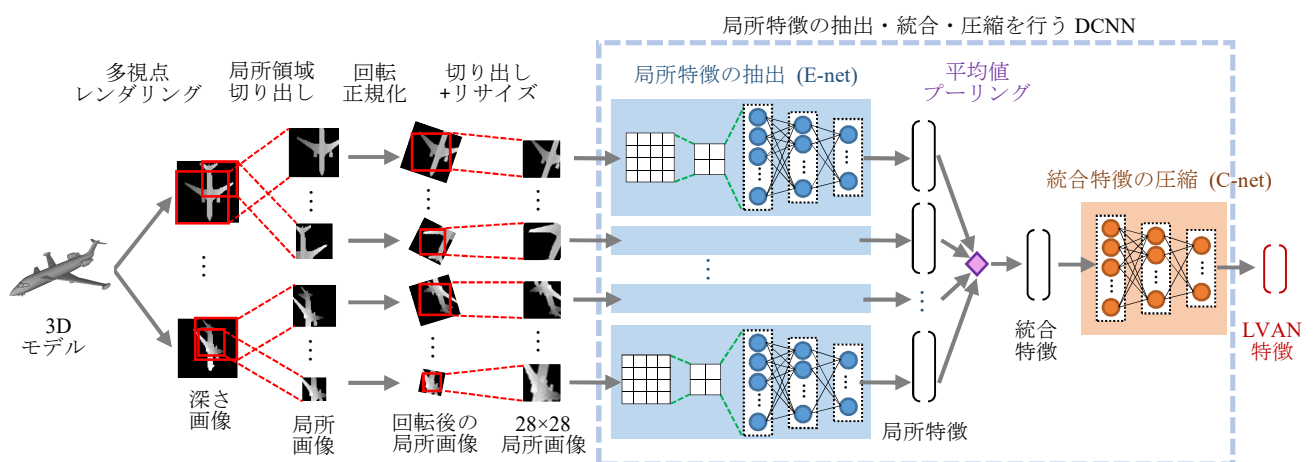 局所特徴の抽出・統合・圧縮を行う DCNN
多視点
レンダリング
局所領域
切り出し
回転
正規化
切り出し
+リサイズ
局所特徴の抽出 (E-net)
平均値
プーリング
統合特徴の圧縮 (C-net)
3D
モデル
深さ
画像
局所
画像
回転後の
局所画像
28×28
局所画像
局所特徴
統合
特徴
LVAN
特徴